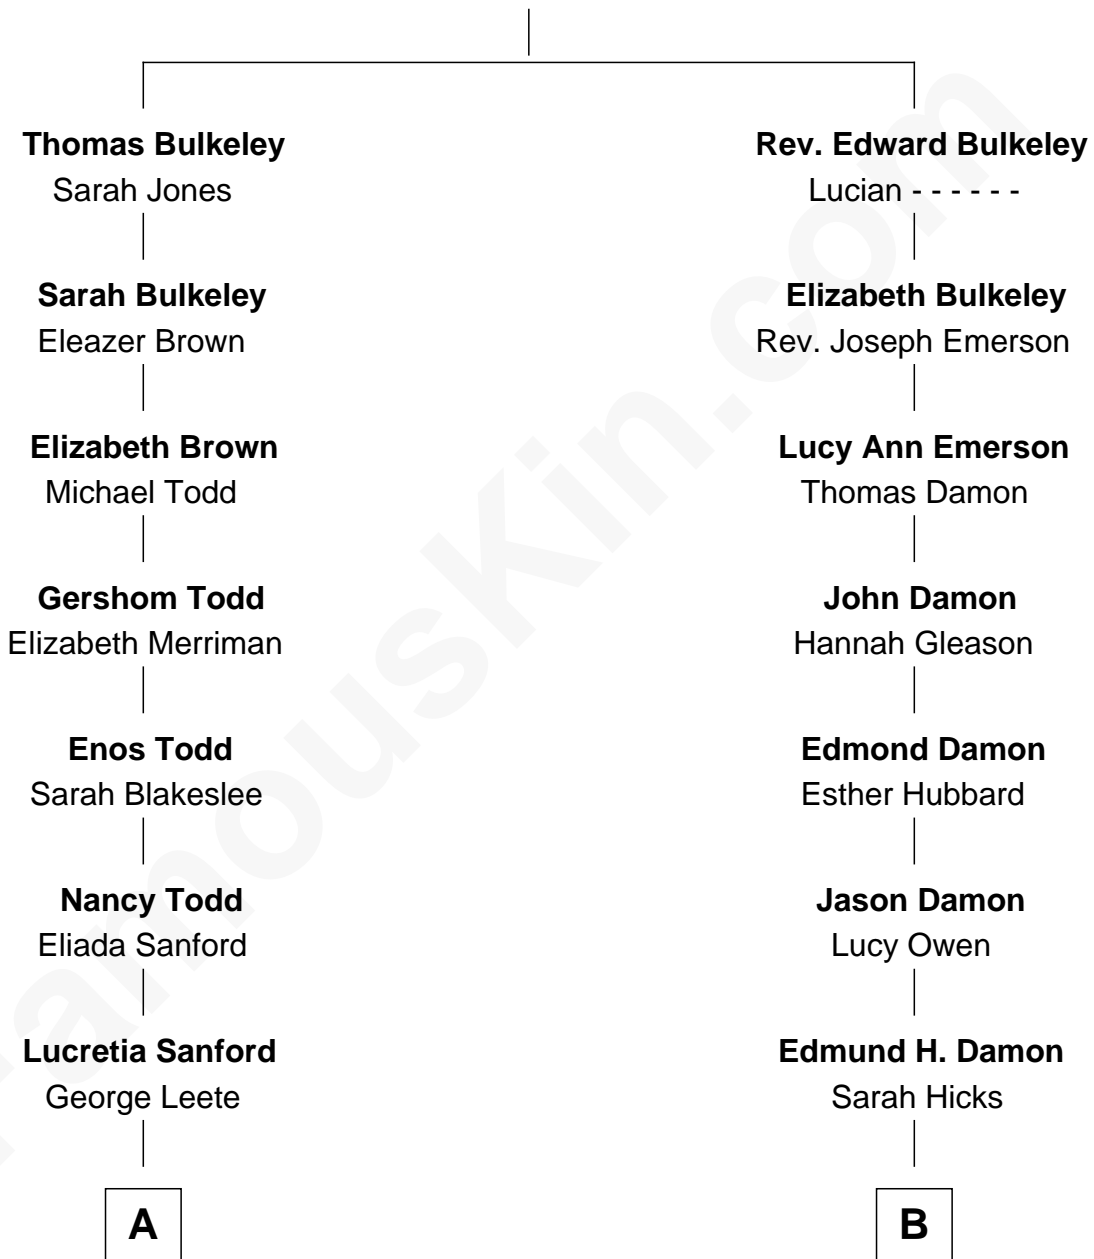 Thomas Bulkeley
Sarah Jones
Sarah Bulkeley
Eleazer Brown
Elizabeth Brown
Michael Todd
Gershom Todd
Elizabeth Merriman
Enos Todd
Sarah Blakeslee
Nancy Todd
Eliada Sanford
Lucretia Sanford
George Leete
A
Rev. Edward Bulkeley
Lucian - - - - - -
Elizabeth Bulkeley
Rev. Joseph Emerson
Lucy Ann Emerson
Thomas Damon
John Damon
Hannah Gleason
Edmond Damon
Esther Hubbard
Jason Damon
Lucy Owen
Edmund H. Damon
Sarah Hicks
B
FamousKin.com